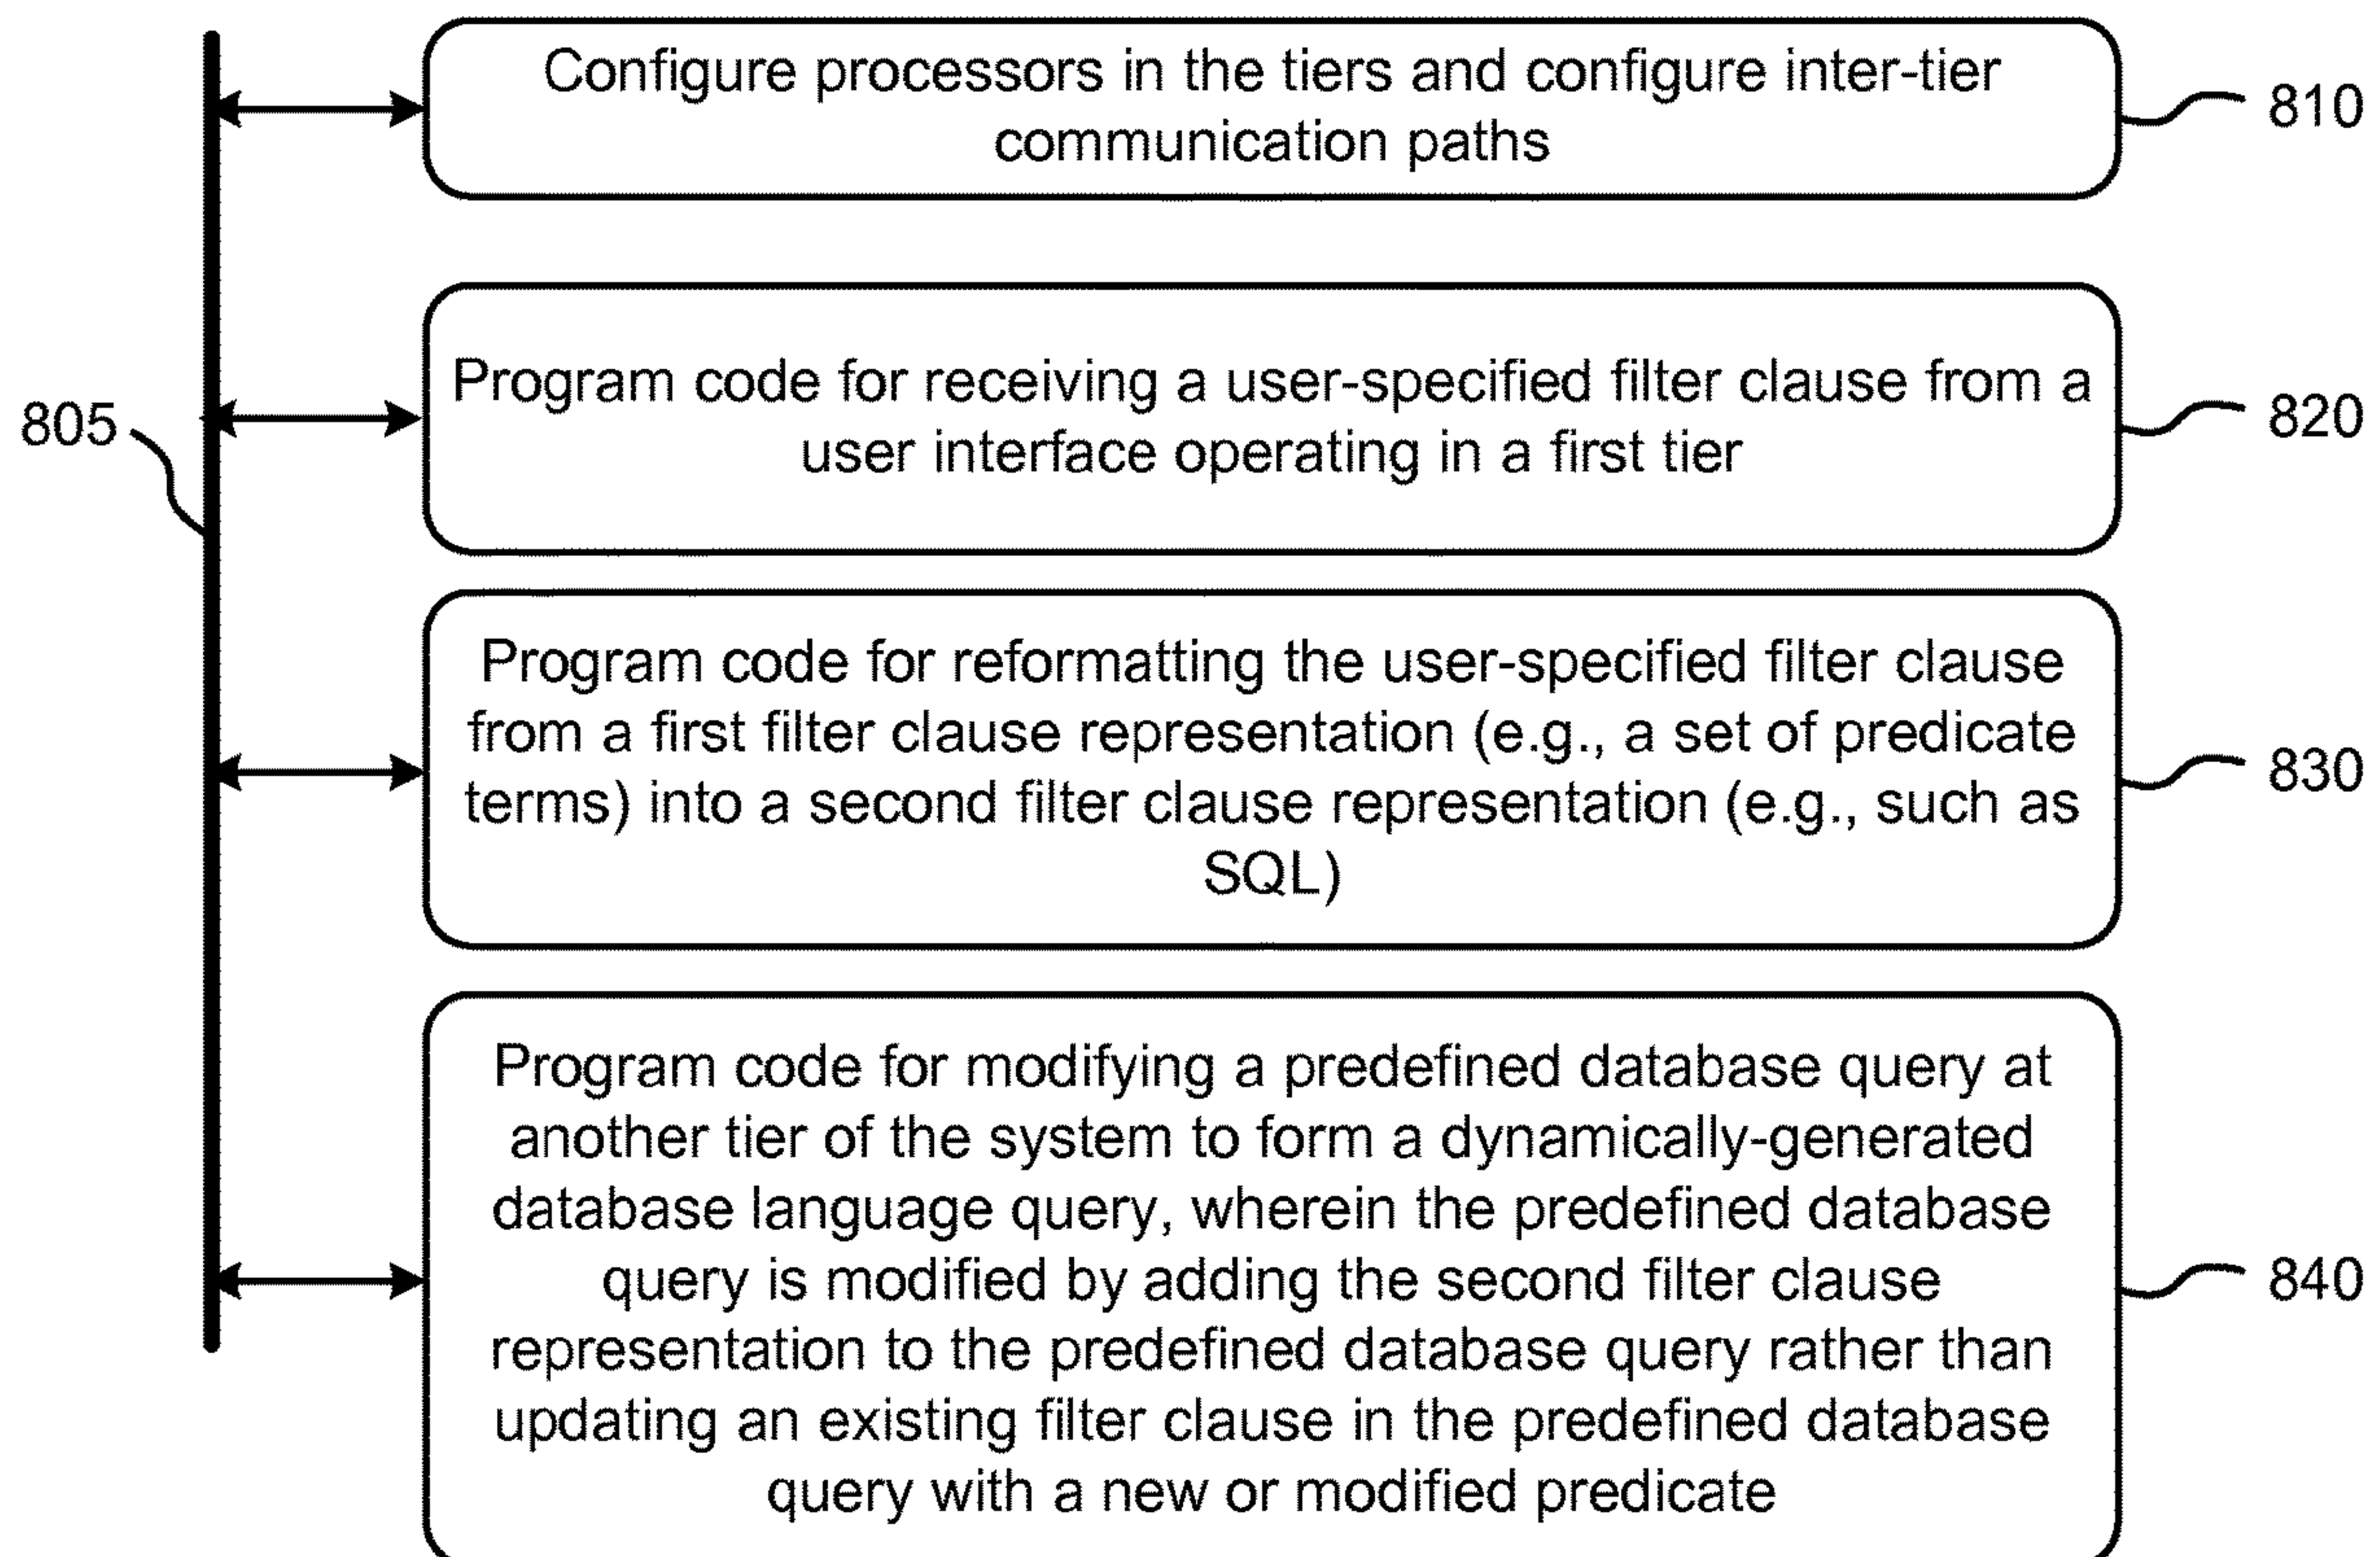 Configure processors in the tiers and configure inter-tier
communication paths
810
Program code for receiving a user-specified filter clause from a
user interface operating in a first tier
820
805
Program code for reformatting the user-specified filter clause
from a first filter clause representation (e.g., a set of predicate
terms) into a second filter clause representation (e.g., such as
SQL)
830
Program code for modifying a predefined database query at
another tier of the system to form a dynamically-generated
database language query, wherein the predefined database
query is modified by adding the second filter clause
representation to the predefined database query rather than
updating an existing filter clause in the predefined database
query with a new or modified predicate
840